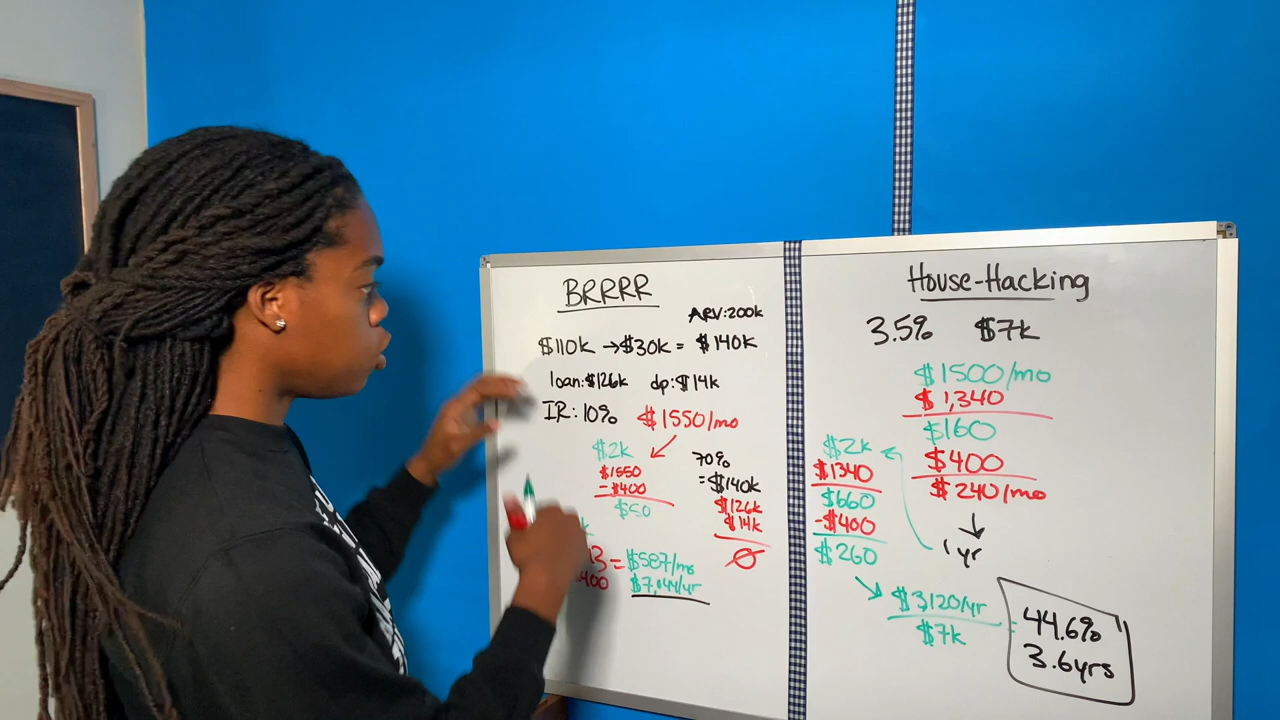 BRRRR
ARV:200k
$110k →$30k = $140k
loan:$126k dp:$14k
IR: 10% $1550/mo
$2k
$1550
-$400
$50
70%
=$140k
$126k
$14k
= $587/mo
$7,044/yr
House-Hacking
3.5% $7k
$1500/mo
$1,340
$160
$400
$240/mo
1 yr
$2k
$1340
$660
-$400
$260
$3,120/yr
$7k
= 44.6%
3.6yrs